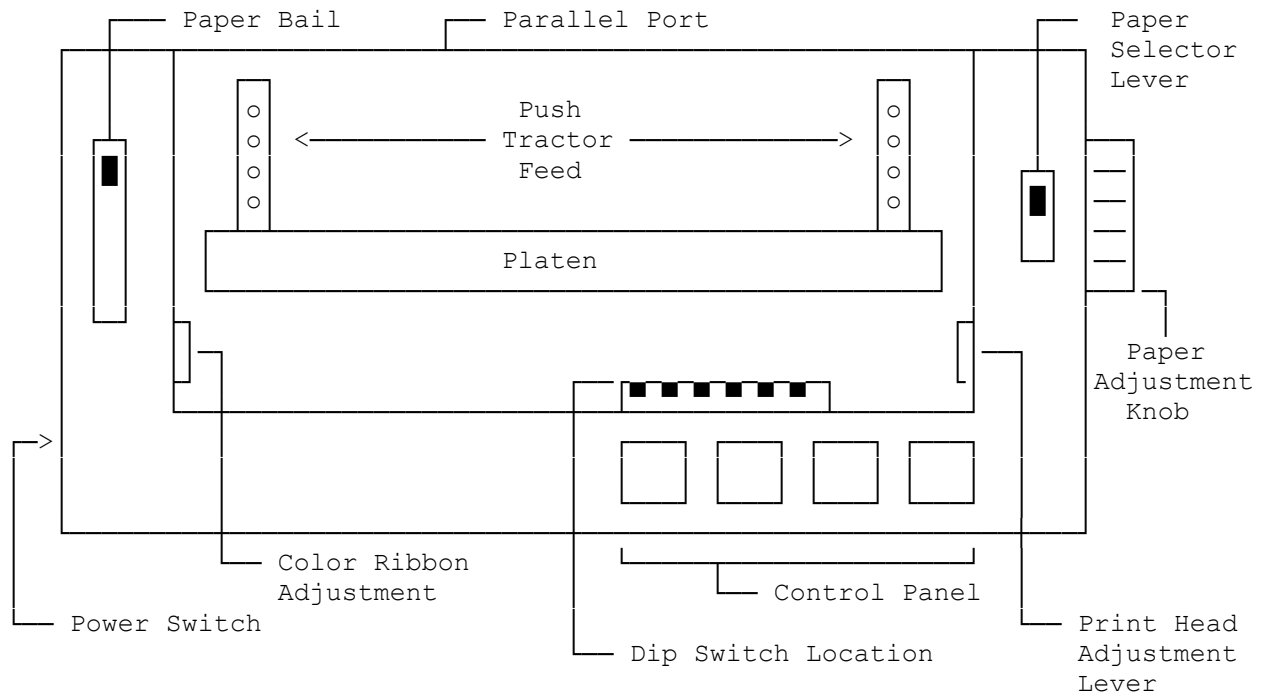 Paper Bail
Parallel Port
Paper
Selector
Lever
Push
Tractor
Feed
Platen
Paper
Adjustment
Knob
Color Ribbon
Adjustment
Control Panel
Power Switch
Dip Switch Location
Print Head
Adjustment
Lever